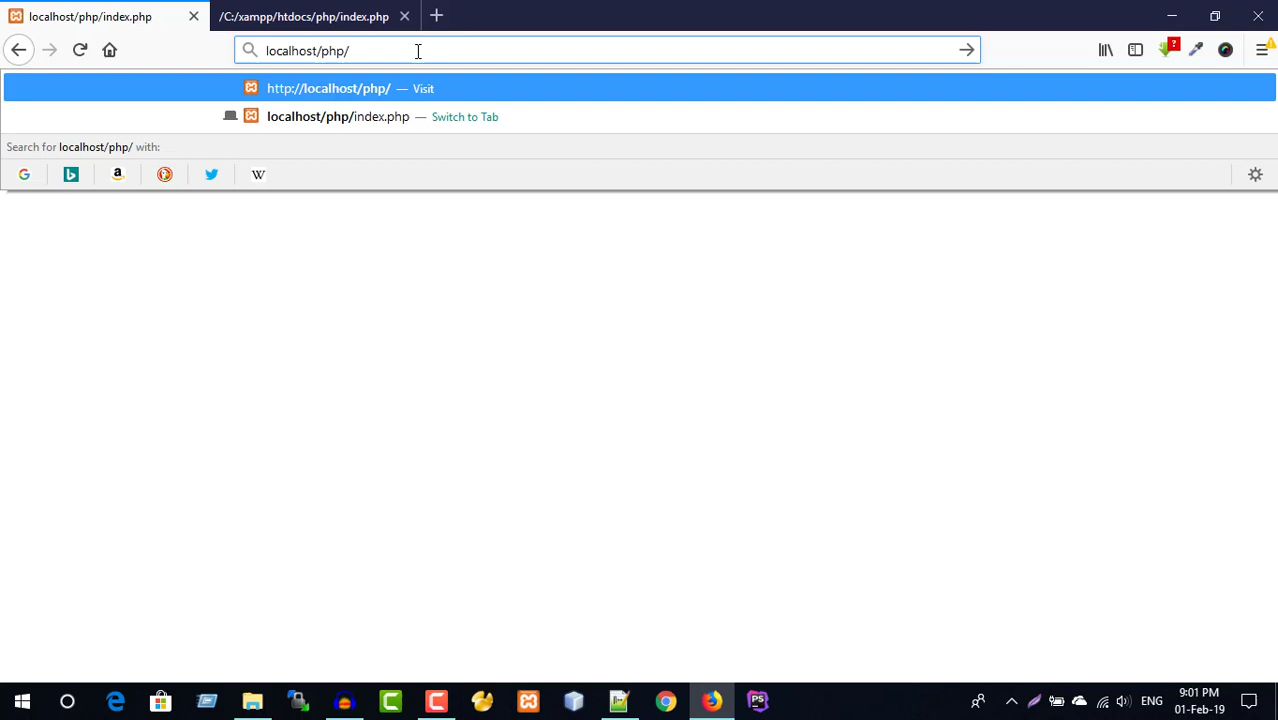 localhost/php/index.php
/C:/xampp/htdocs/php/index.php
localhost/php/
http://localhost/php/ — Visit
localhost/php/index.php — Switch to Tab
Search for localhost/php/ with:
ENG
9:01 PM
01-Feb-19